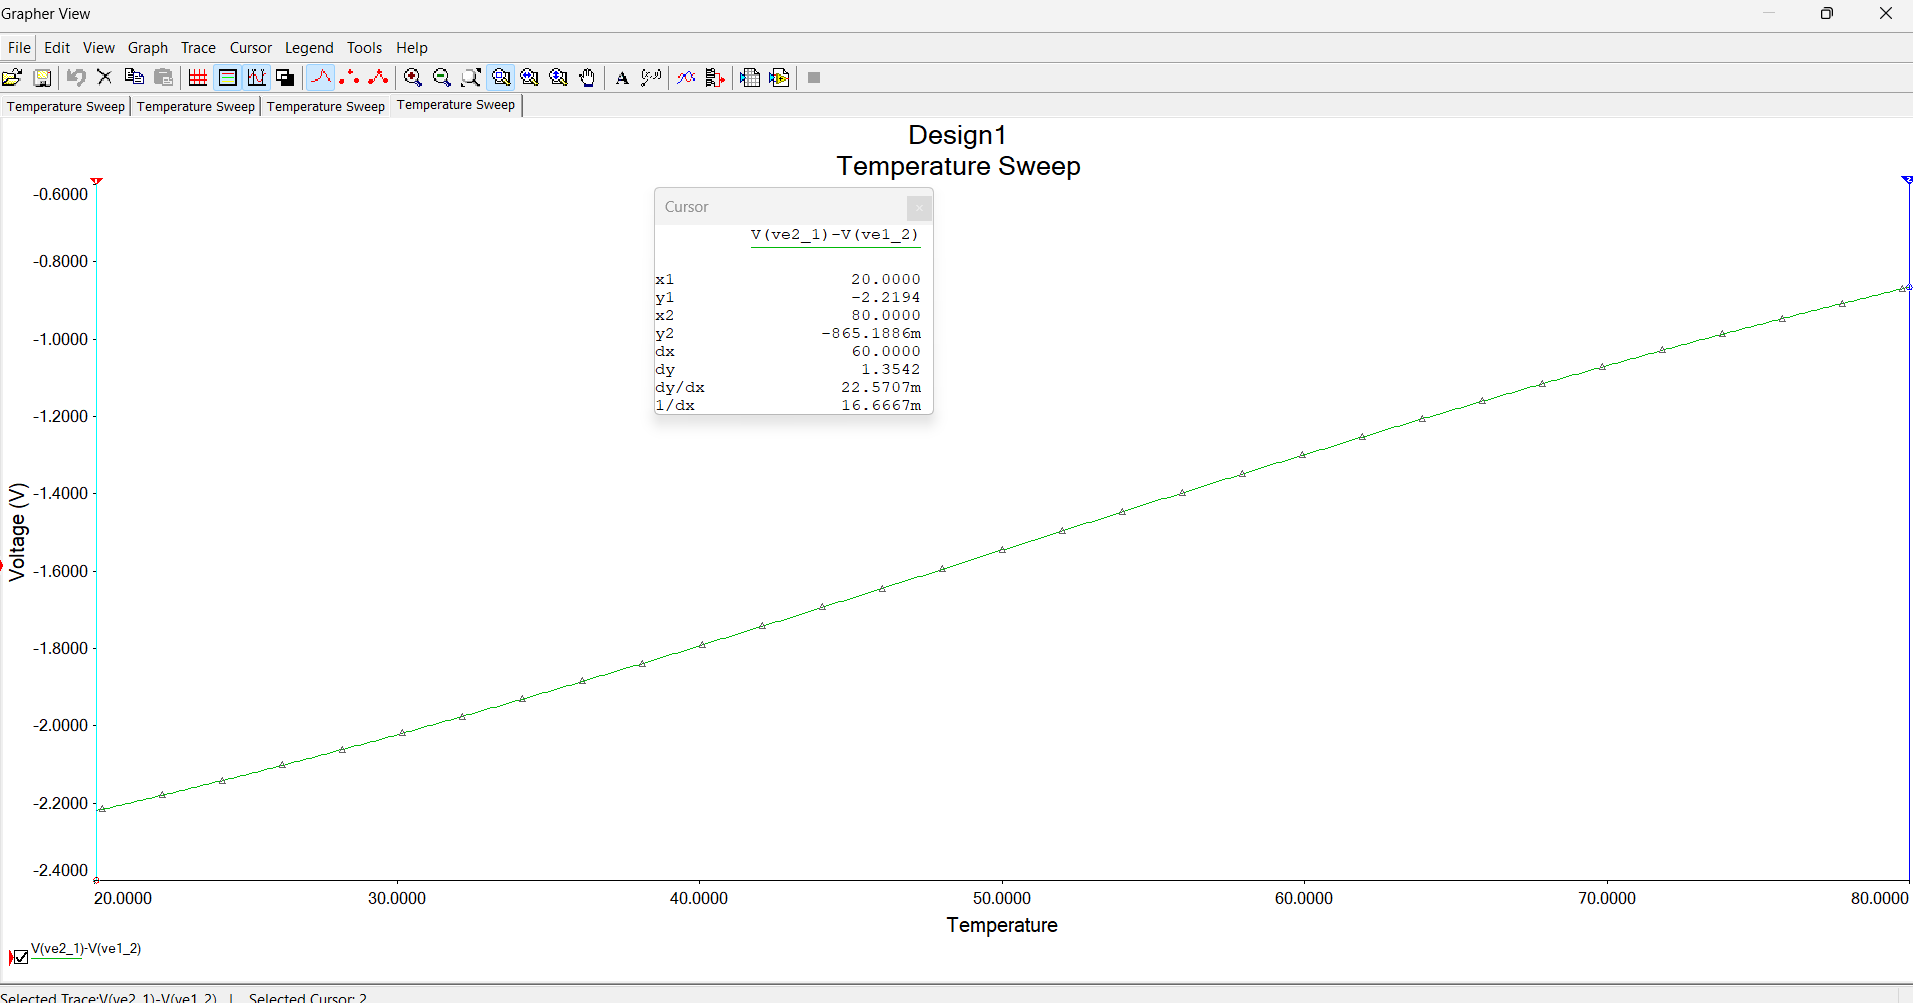 Grapher View
File Edit View Graph Trace Cursor Legend Tools Help
Temperature Sweep Temperature Sweep Temperature Sweep Temperature Sweep
Design1
Temperature Sweep
Cursor
V(ve2_1)-V(ve1_2)
x1 20.0000
y1 -2.2194
x2 80.0000
y2 -865.1886m
dx 60.0000
dy 1.3542
dy/dx 22.5707m
1/dx 16.6667m
Voltage (V)
-0.6000
-0.8000
-1.0000
-1.2000
-1.4000
-1.6000
-1.8000
-2.0000
-2.2000
-2.4000
20.0000 30.0000 40.0000 50.0000 60.0000 70.0000 80.0000
Temperature
V(ve2_1)-V(ve1_2)
Selected Trace:V(ve2_1)-V(ve1_2) | Selected Cursor: 2